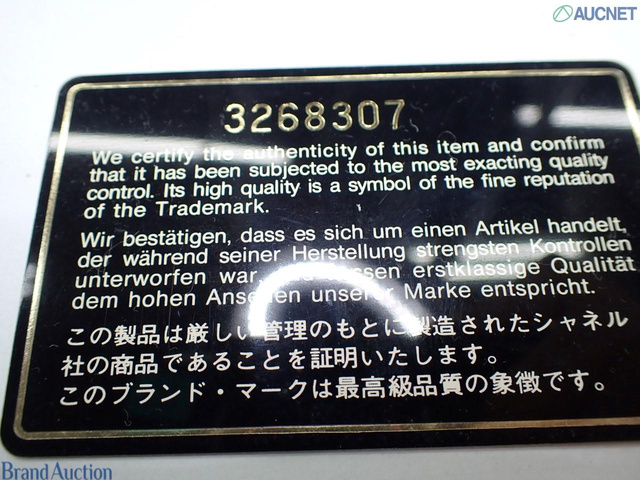 AUCNET
3268307
We certify the authenticity of this item and confirm
that it has been subjected to the most exacting quality
control. Its high quality is a symbol of the fine reputation
of the Trademark.
Wir bestätigen, dass es sich um einen Artikel handelt,
der während seiner Herstellung strengsten Kontrollen
unterworfen war erstklassige Qualität
dem hohen Ansehen unserer Marke entspricht.
この製品は厳しい管理のもとに製造されたシャネル
社の商品であることを証明いたします。
このブランド・マークは最高級品質の象徴です。
Brand Auction